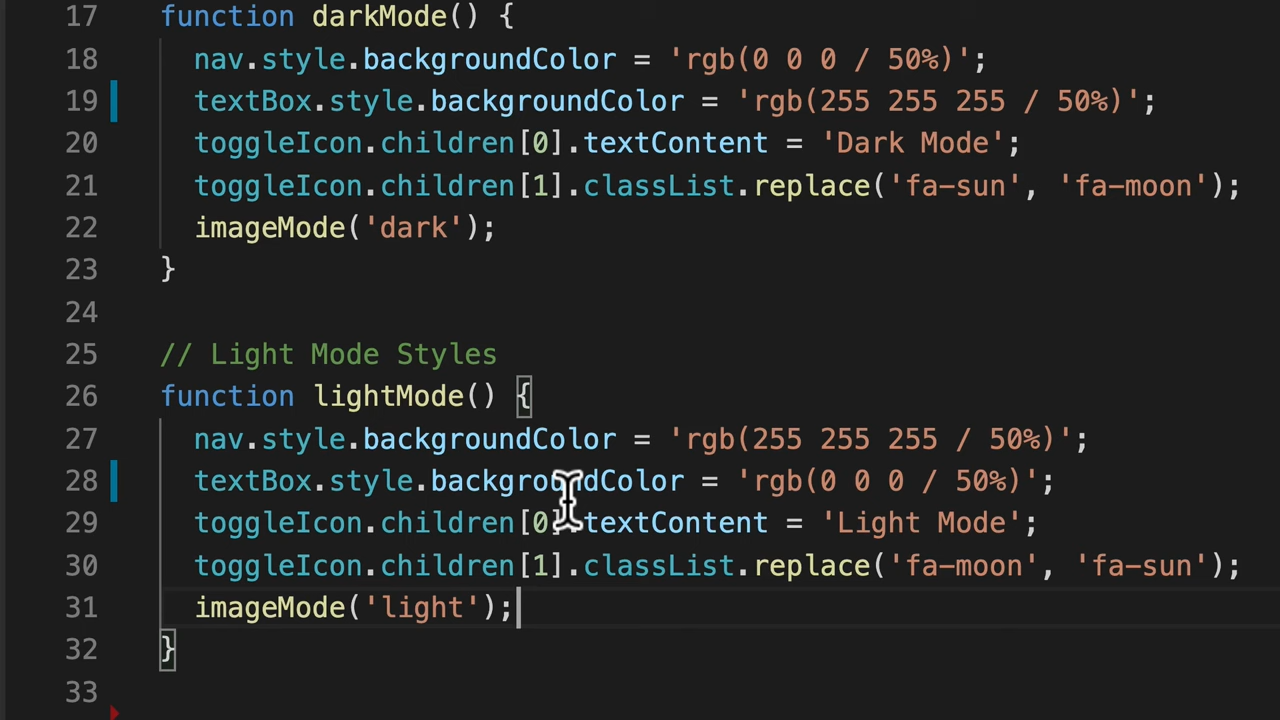 17 function darkMode() {
18 nav.style.backgroundColor = 'rgb(0 0 0 / 50%)';
19 textBox.style.backgroundColor = 'rgb(255 255 255 / 50%)';
20 toggleIcon.children[0].textContent = 'Dark Mode';
21 toggleIcon.children[1].classList.replace('fa-sun', 'fa-moon');
22 imageMode('dark');
23 }
24
25 // Light Mode Styles
26 function lightMode() {
27 nav.style.backgroundColor = 'rgb(255 255 255 / 50%)';
28 textBox.style.backgroundColor = 'rgb(0 0 0 / 50%)';
29 toggleIcon.children[0].textContent = 'Light Mode';
30 toggleIcon.children[1].classList.replace('fa-moon', 'fa-sun');
31 imageMode('light');
32 }
33